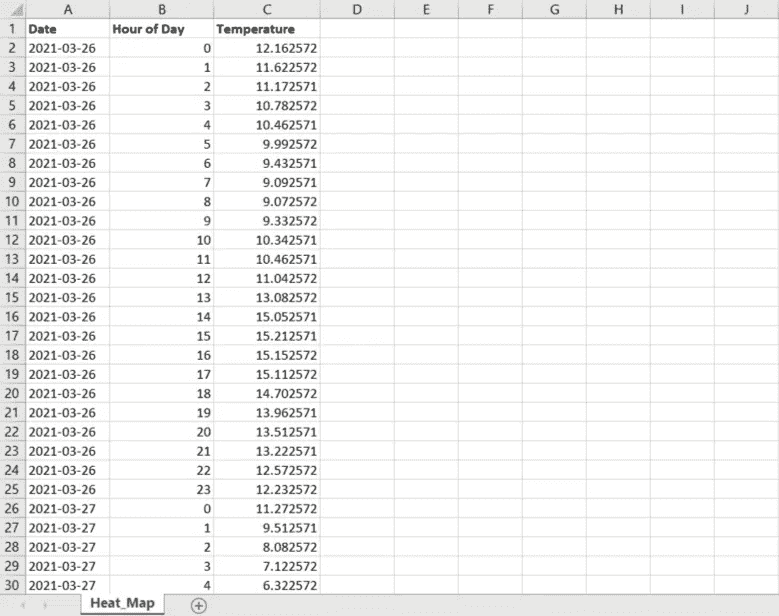 A B C D E F G H I J
1 Date Hour of Day Temperature
2 2021-03-26 0 12.162572
3 2021-03-26 1 11.622572
4 2021-03-26 2 11.172571
5 2021-03-26 3 10.782572
6 2021-03-26 4 10.462571
7 2021-03-26 5 9.992572
8 2021-03-26 6 9.432571
9 2021-03-26 7 9.092571
10 2021-03-26 8 9.072572
11 2021-03-26 9 9.332572
12 2021-03-26 10 10.342571
13 2021-03-26 11 10.462571
14 2021-03-26 12 11.042572
15 2021-03-26 13 13.082572
16 2021-03-26 14 15.052571
17 2021-03-26 15 15.212571
18 2021-03-26 16 15.152572
19 2021-03-26 17 15.112572
20 2021-03-26 18 14.702572
21 2021-03-26 19 13.962571
22 2021-03-26 20 13.512571
23 2021-03-26 21 13.222571
24 2021-03-26 22 12.572572
25 2021-03-26 23 12.232572
26 2021-03-27 0 11.272572
27 2021-03-27 1 9.512571
28 2021-03-27 2 8.082572
29 2021-03-27 3 7.122572
30 2021-03-27 4 6.322572
Heat_Map